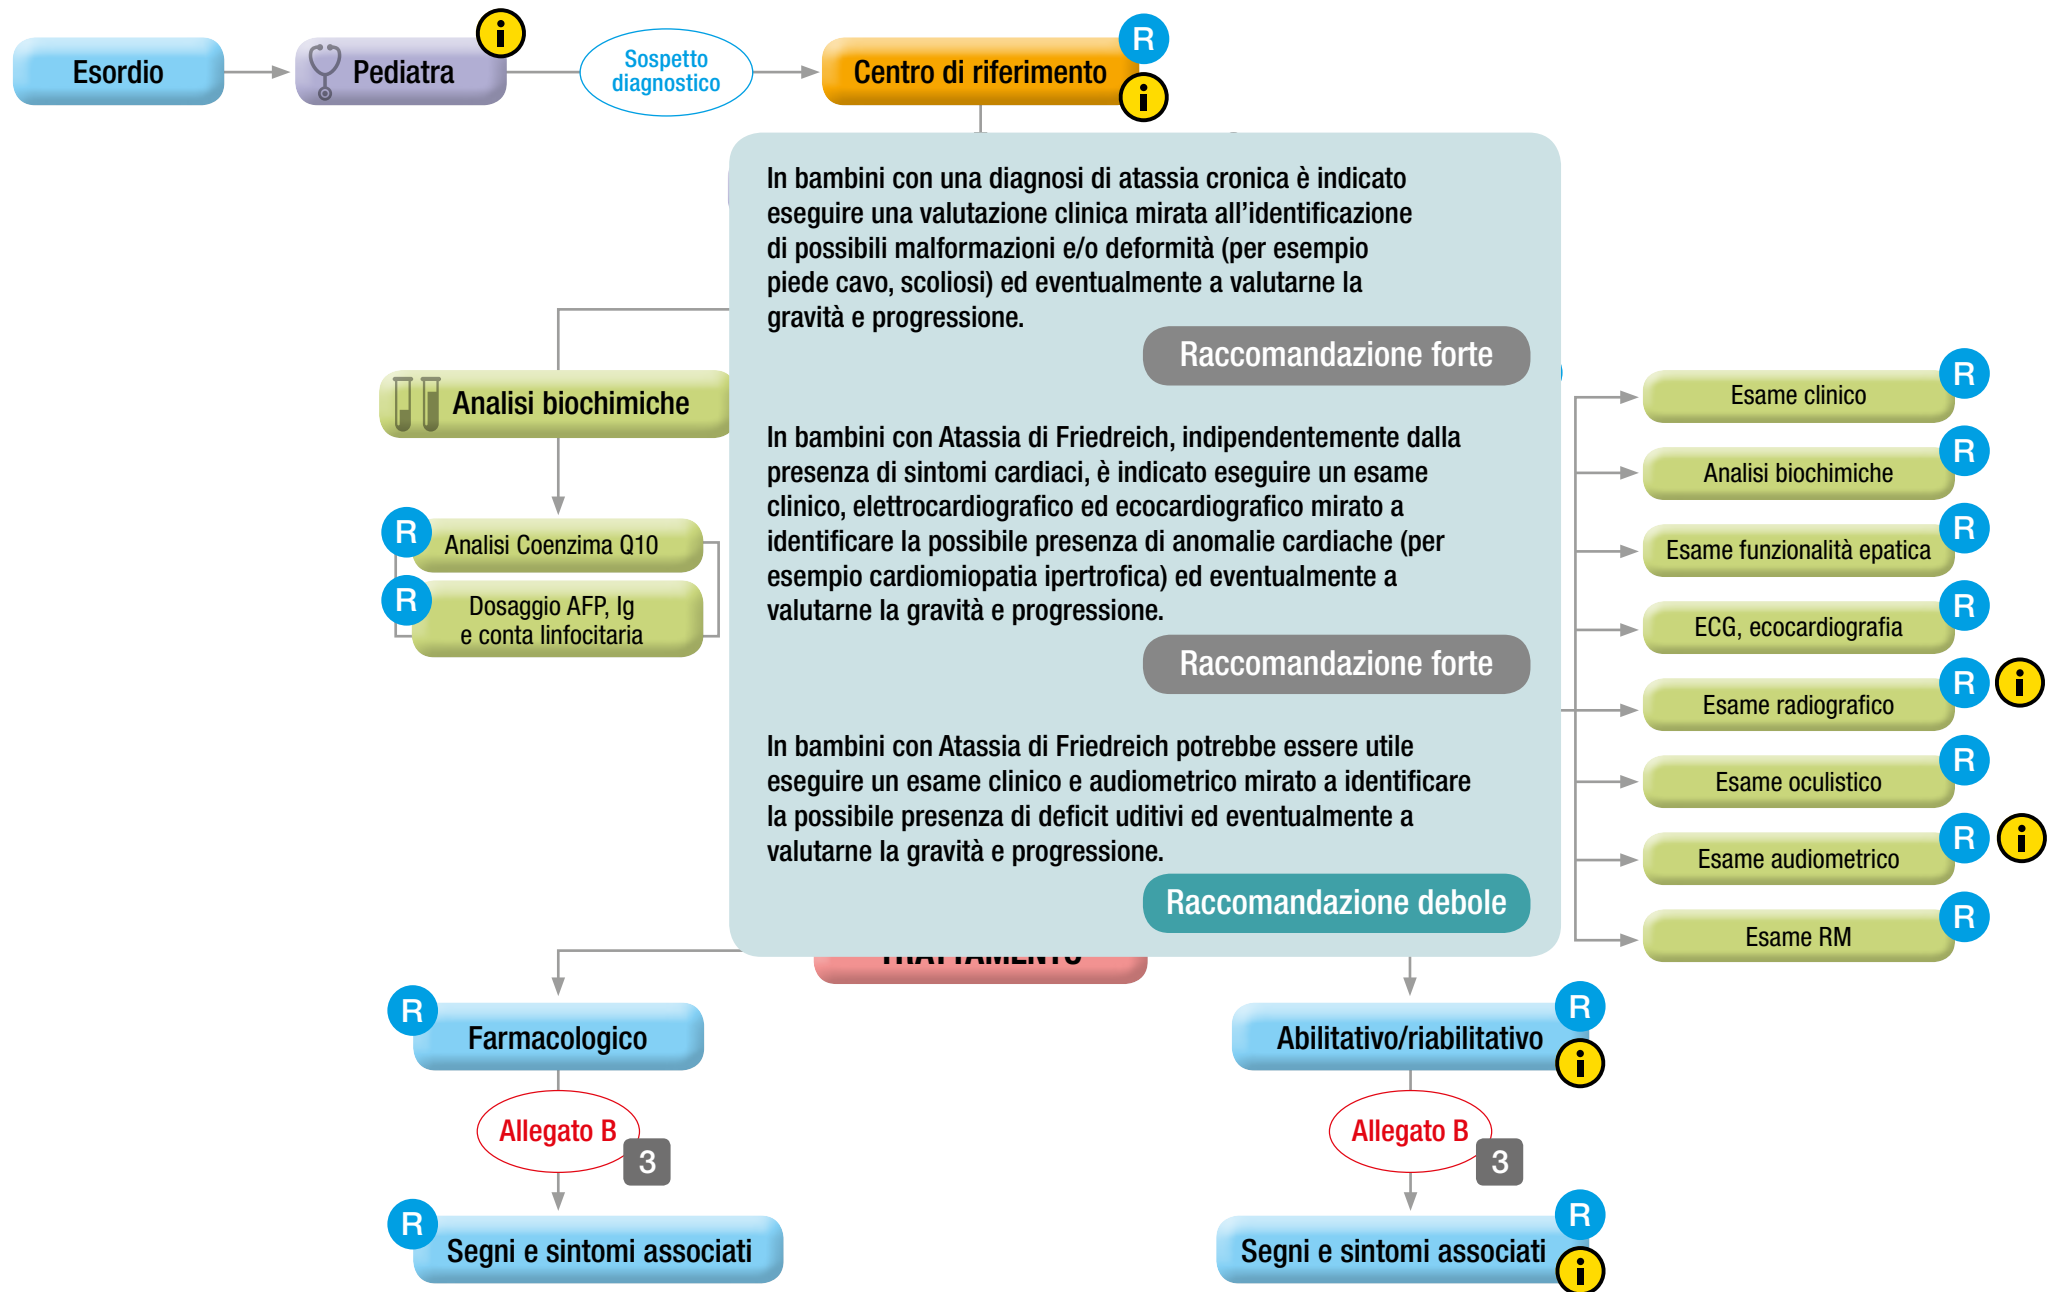 Esordio
Pediatra
i
Sospetto
diagnostico
Centro di riferimento
R
i
In bambini con una diagnosi di atassia cronica è indicato
eseguire una valutazione clinica mirata all'identificazione
di possibili malformazioni e/o deformità (per esempio
piede cavo, scoliosi) ed eventualmente a valutarne la
gravità e progressione.
Raccomandazione forte
In bambini con Atassia di Friedreich, indipendentemente dalla
presenza di sintomi cardiaci, è indicato eseguire un esame
clinico, elettrocardiografico ed ecocardiografico mirato a
identificare la possibile presenza di anomalie cardiache (per
esempio cardiomiopatia ipertrofica) ed eventualmente a
valutarne la gravità e progressione.
Raccomandazione forte
In bambini con Atassia di Friedreich potrebbe essere utile
eseguire un esame clinico e audiometrico mirato a identificare
la possibile presenza di deficit uditivi ed eventualmente a
valutarne la gravità e progressione.
Raccomandazione debole
Analisi biochimiche
R
Analisi Coenzima Q10
R
Dosaggio AFP, Ig
e conta linfocitaria
Esame clinico
R
Analisi biochimiche
R
Esame funzionalità epatica
R
ECG, ecocardiografia
R
Esame radiografico
R
i
Esame oculistico
R
Esame audiometrico
R
i
Esame RM
R
TRATTAMENTO
R
Farmacologico
Allegato B
3
R
Segni e sintomi associati
Abilitativo/riabilitativo
R
i
Allegato B
3
Segni e sintomi associati
R
i